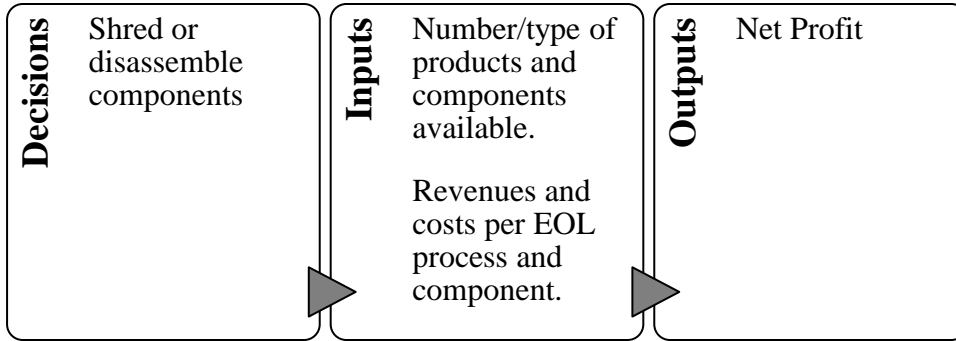 Decisions
Shred or
disassemble
components
Inputs
Number/type of
products and
components
available.
Revenues and
costs per EOL
process and
component.
Outputs
Net Profit